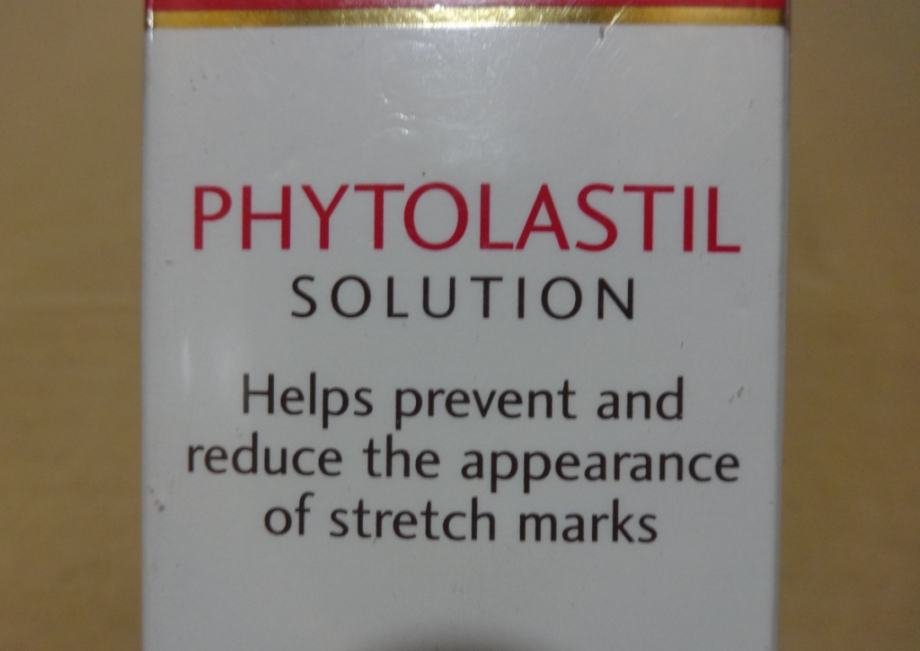 PHYTOLASTIL
SOLUTION
Helps prevent and
reduce the appearance
of stretch marks